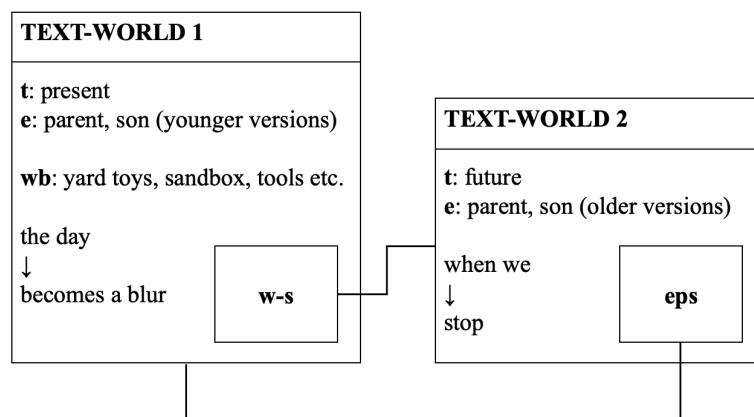 TEXT-WORLD 1
t: present
e: parent, son (younger versions)
wb: yard toys, sandbox, tools etc.
the day
↓
becomes a blur
w-s
TEXT-WORLD 2
t: future
e: parent, son (older versions)
when we
↓
stop
eps